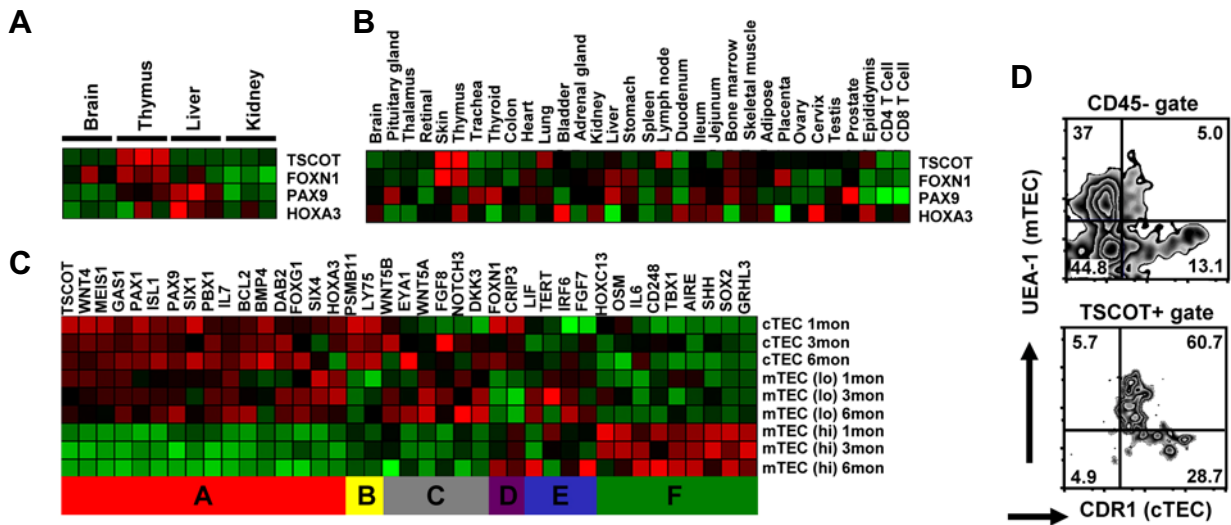 A
Brain
Thymus
Liver
Kidney
TSCOT
FOXN1
PAX9
HOXA3
B
Brain
Pituitary gland
Thalamus
Retinal
Skin
Thymus
Trachea
Thyroid
Colon
Heart
Lung
Bladder
Adrenal gland
Kidney
Liver
Stomach
Spleen
Lymph node
Duodenum
Ileum
Jejunum
Bone marrow
Skeletal muscle
Adipose
Placenta
Ovary
Cervix
Testis
Prostate
Epididymis
CD4 T Cell
CD8 T Cell
TSCOT
FOXN1
PAX9
HOXA3
C
TSCOT
WNT4
MEIS1
GAS1
PAX1
ISL1
PAX9
SIX1
PBX1
IL7
BCL2
BMP4
DAB2
FOXG1
SIX4
HOXA3
PSMB11
LY75
WNT5B
EYA1
WNT5A
FGF8
NOTCH3
DKK3
FOXN1
CRIP3
LIF
TERT
IRF6
FGF7
HOXC13
OSM
IL6
CD248
TBX1
AIRE
SHH
SOX2
GRHL3
cTEC 1mon
cTEC 3mon
cTEC 6mon
mTEC (lo) 1mon
mTEC (lo) 3mon
mTEC (lo) 6mon
mTEC (hi) 1mon
mTEC (hi) 3mon
mTEC (hi) 6mon
A B C D E F
D
CD45- gate
37 5.0
44.8 13.1
TSCOT+ gate
5.7 60.7
4.9 28.7
UEA-1 (mTEC)
CDR1 (cTEC)